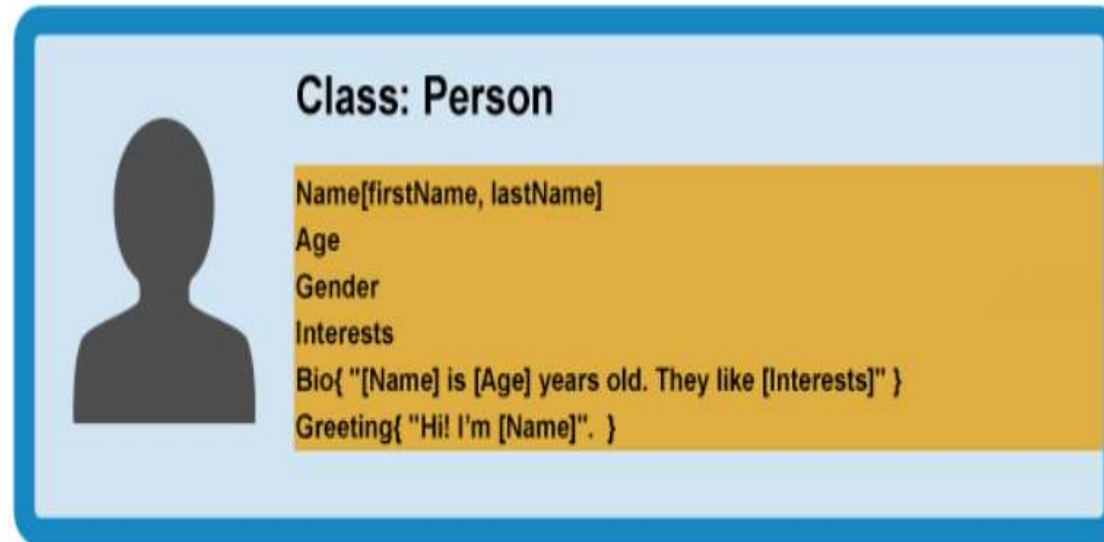 Class: Person
Name[firstName, lastName]
Age
Gender
Interests
Bio{ "[Name] is [Age] years old. They like [Interests]" }
Greeting{ "Hi! I’m [Name]".  }